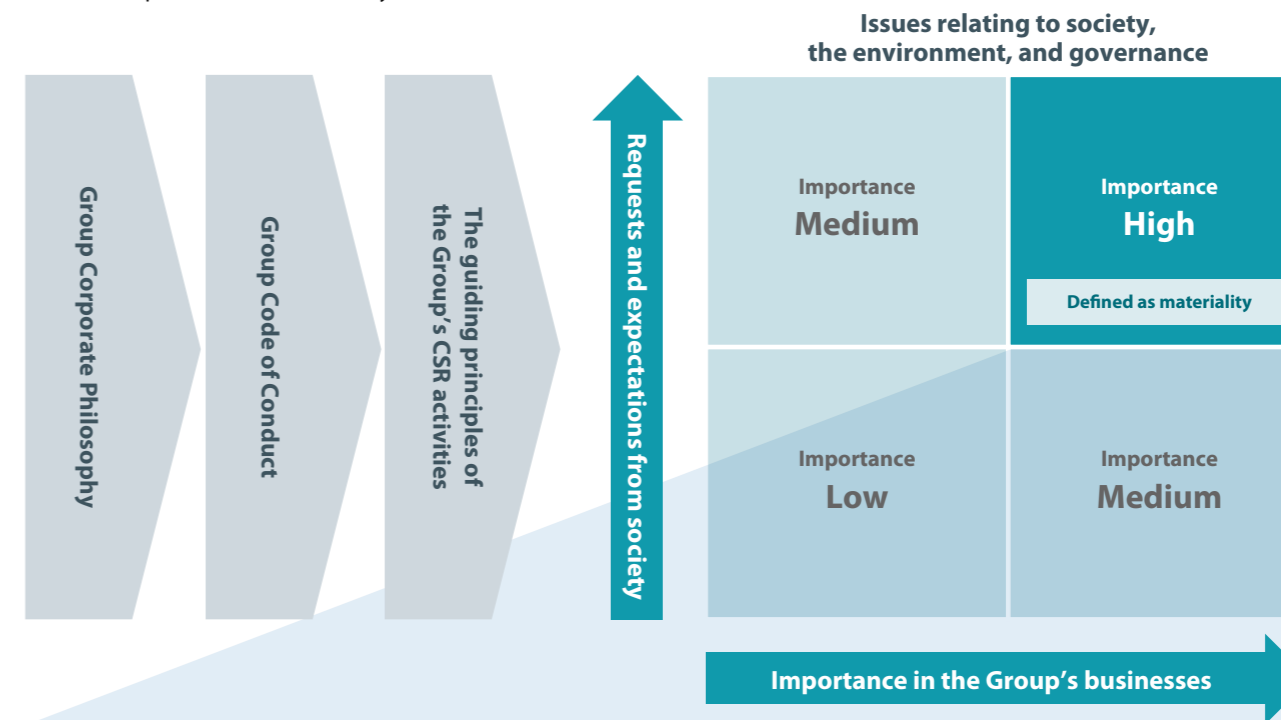 Issues relating to society,
the environment, and governance
Group Corporate Philosophy
Group Code of Conduct
The guiding principles of
the Group's CSR activities
Requests and expectations from society
Importance
Medium
Importance
High
Defined as materiality
Importance
Low
Importance
Medium
Importance in the Group's businesses